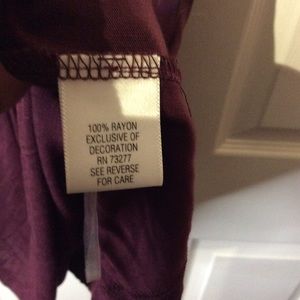 100% RAYON
EXCLUSIVE OF
DECORATION
RN 73277
SEE REVERSE
FOR CARE